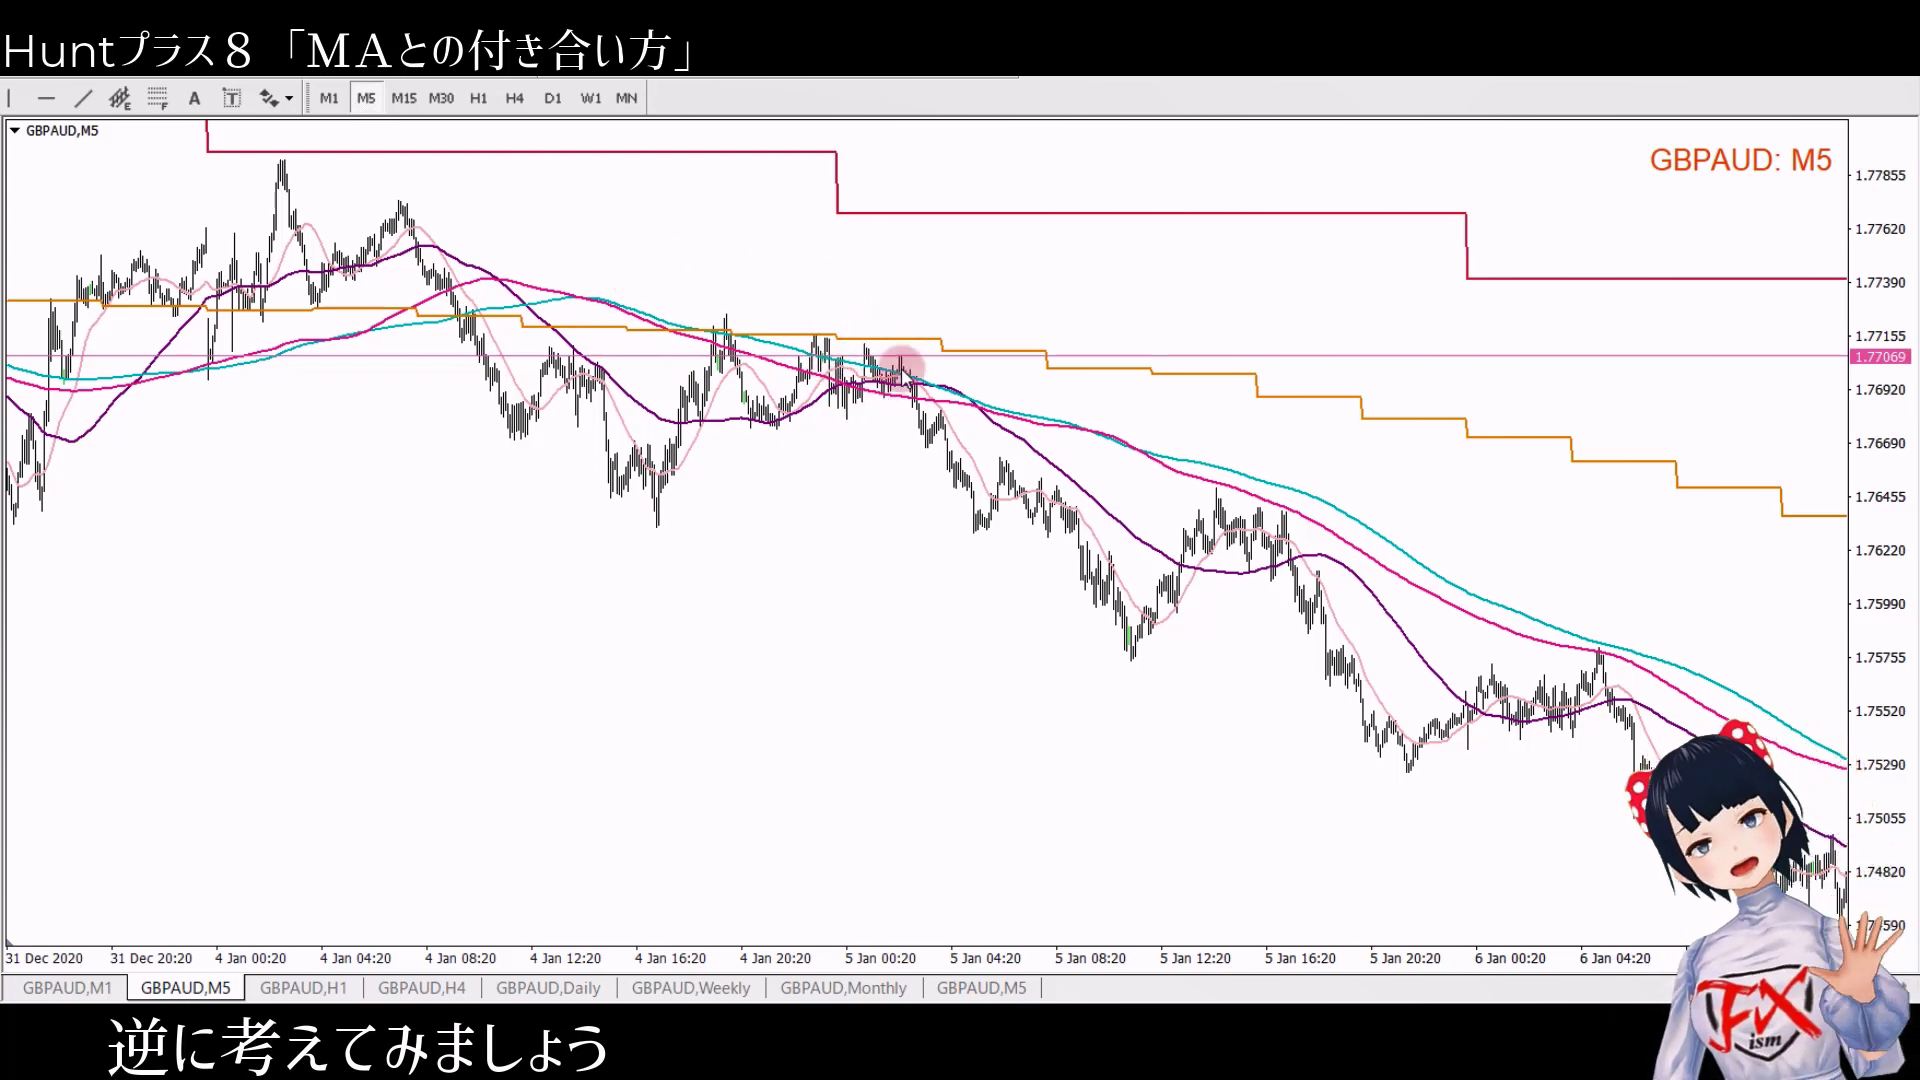 Huntプラス８「ＭＡとの付き合い方」
A T M1 M5 M15 M30 H1 H4 D1 W1 MN
GBPAUD,M5
GBPAUD: M5
1.77855
1.77620
1.77390
1.77155
1.77069
1.76920
1.76690
1.76455
1.76220
1.75990
1.75755
1.75520
1.75290
1.75055
1.74820
590
31 Dec 2020 31 Dec 20:20 4 Jan 00:20 4 Jan 04:20 4 Jan 08:20 4 Jan 12:20 4 Jan 16:20 4 Jan 20:20 5 Jan 00:20 5 Jan 04:20 5 Jan 08:20 5 Jan 12:20 5 Jan 16:20 5 Jan 20:20 6 Jan 00:20 6 Jan 04:20
GBPAUD,M1 GBPAUD,M5 GBPAUD,H1 GBPAUD,H4 GBPAUD,Daily GBPAUD,Weekly GBPAUD,Monthly GBPAUD,M5
FX
ism
逆に考えてみましょう